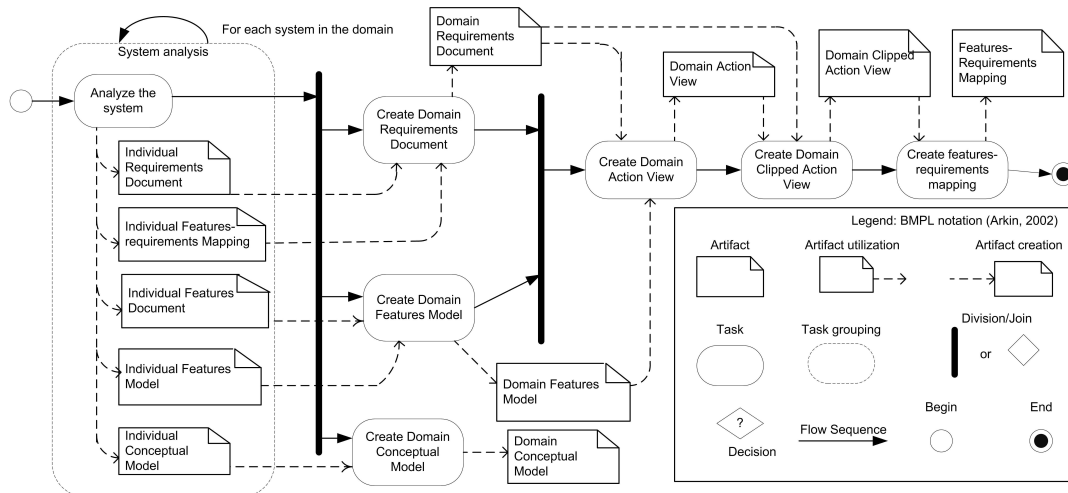 For each system in the domain
System analysis
Analyze the
system
Individual
Requirements
Document
Individual Features-
requirements Mapping
Individual Features
Document
Individual Features
Model
Individual
Conceptual
Model
Domain
Requirements
Document
Create Domain
Requirements
Document
Create Domain
Features Model
Domain Features
Model
Create Domain
Conceptual
Model
Domain
Conceptual
Model
Domain Action
View
Create Domain
Action View
Domain Clipped
Action View
Create Domain
Clipped Action
View
Features-
Requirements
Mapping
Create features-
requirements
mapping
Legend: BMPL notation (Arkin, 2002)
Artifact
Artifact utilization
Artifact creation
Task
Task grouping
Division/Join
or
?
Decision
Flow Sequence
Begin
End